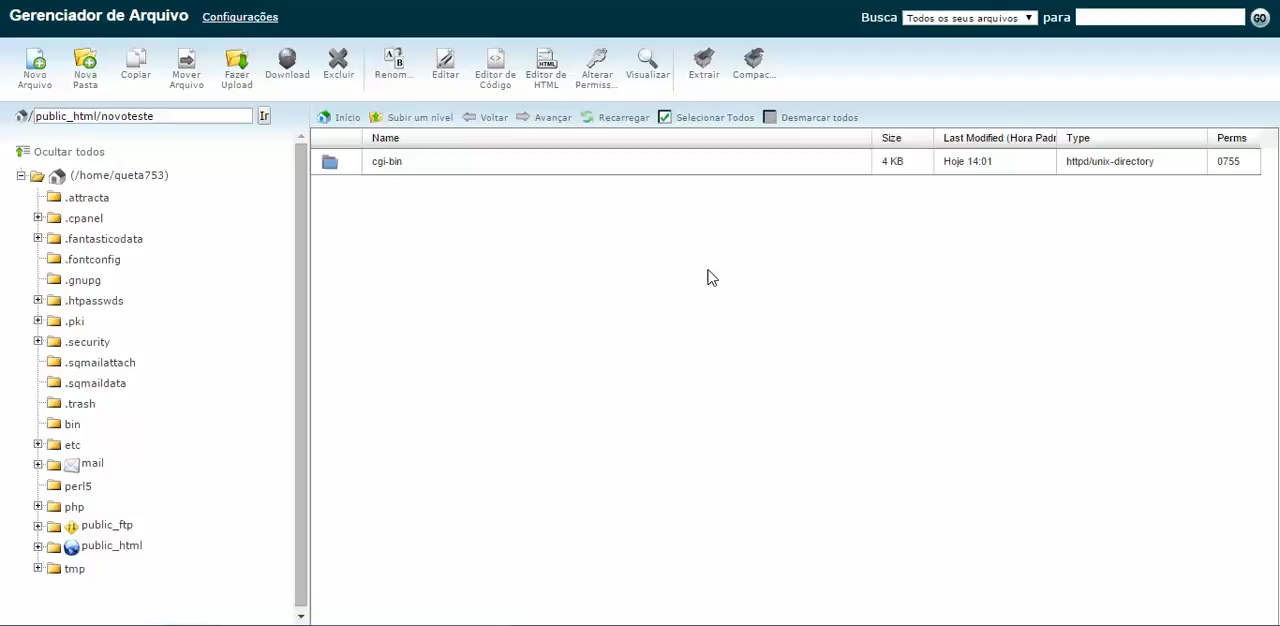 Gerenciador de Arquivo Configurações
Busca Todos os seus arquivos para GO
Novo Arquivo
Nova Pasta
Copiar
Mover Arquivo
Fazer Upload
Download
Excluir
Renom...
Editar
Editor de Código
Editor de HTML
Alterar Permiss...
Visualizar
Extrair
Compac...
/ public_html/novoteste Ir
Início Subir um nível Voltar Avançar Recarregar Selecionar Todos Desmarcar todos
Name Size Last Modified (Hora Padr Type Perms
cgi-bin 4 KB Hoje 14:01 httpd/unix-directory 0755
Ocultar todos
(/home/queta753)
.attracta
.cpanel
.fantasticodata
.fontconfig
.gnupg
.htpasswds
.pki
.security
.sqmailattach
.sqmaildata
.trash
bin
etc
mail
perl5
php
public_ftp
public_html
tmp